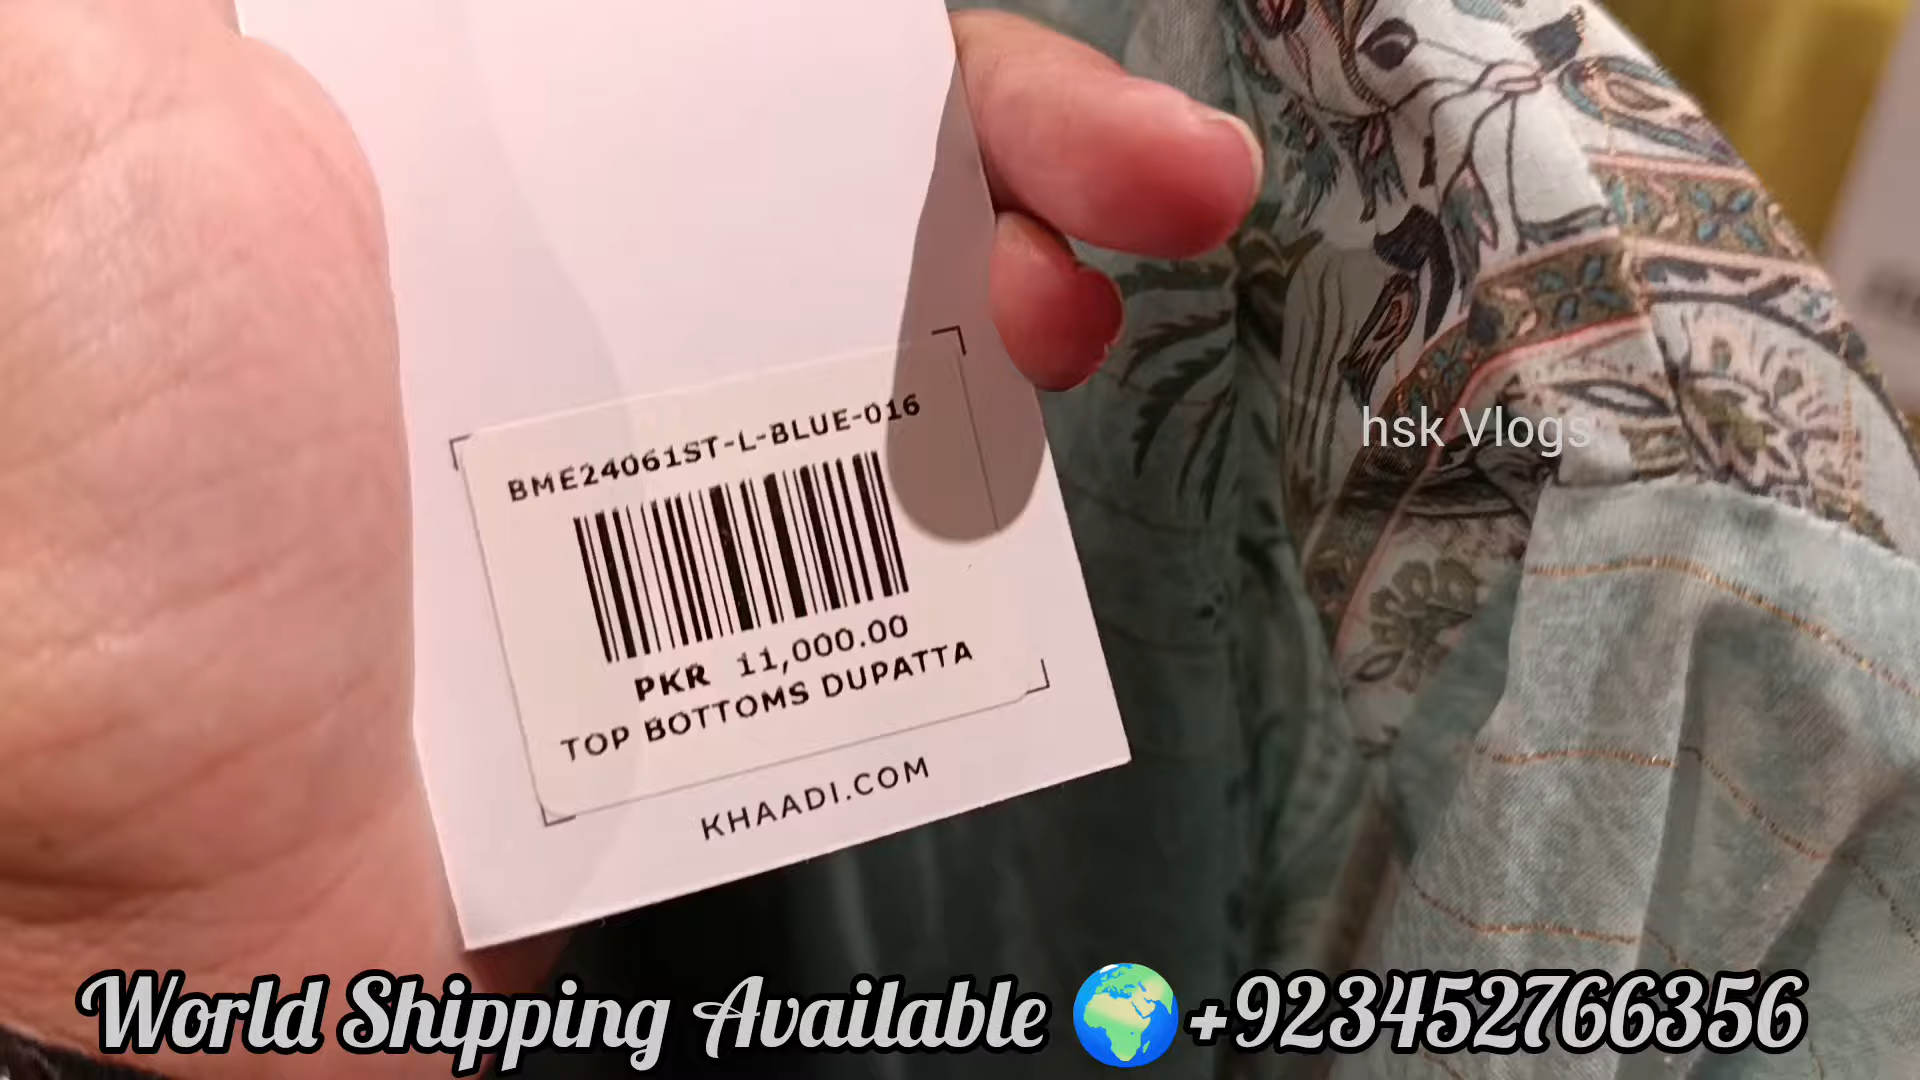 BME24061ST-L-BLUE-016
PKR 11,000.00
TOP BOTTOMS DUPATTA
KHAADI.COM
hsk Vlogs
World Shipping Available 🌍+923452766356